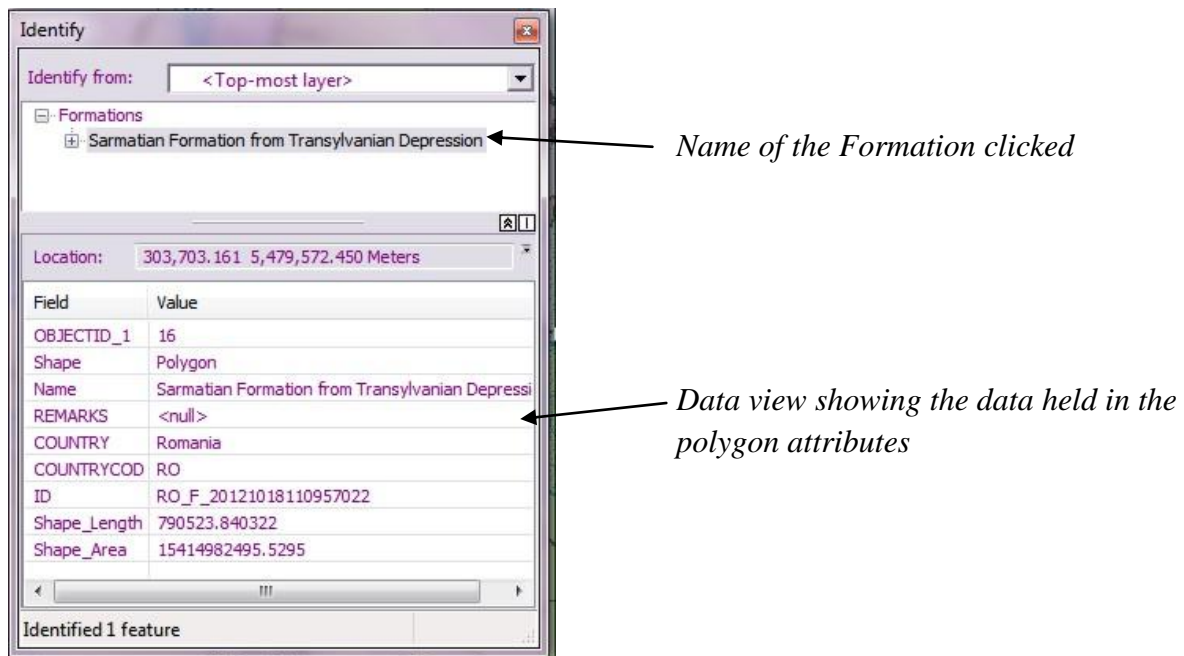 Identify
Identify from: <Top-most layer>
Formations
Sarmatian Formation from Transylvanian Depression
Name of the Formation clicked
Location: 303,703.161 5,479,572.450 Meters
Field Value
OBJECTID_1 16
Shape Polygon
Name Sarmatian Formation from Transylvanian Depressi
REMARKS <null>
COUNTRY Romania
COUNTRYCOD RO
ID RO_F_20121018110957022
Shape_Length 790523.840322
Shape_Area 15414982495.5295
Data view showing the data held in the
polygon attributes
Identified 1 feature